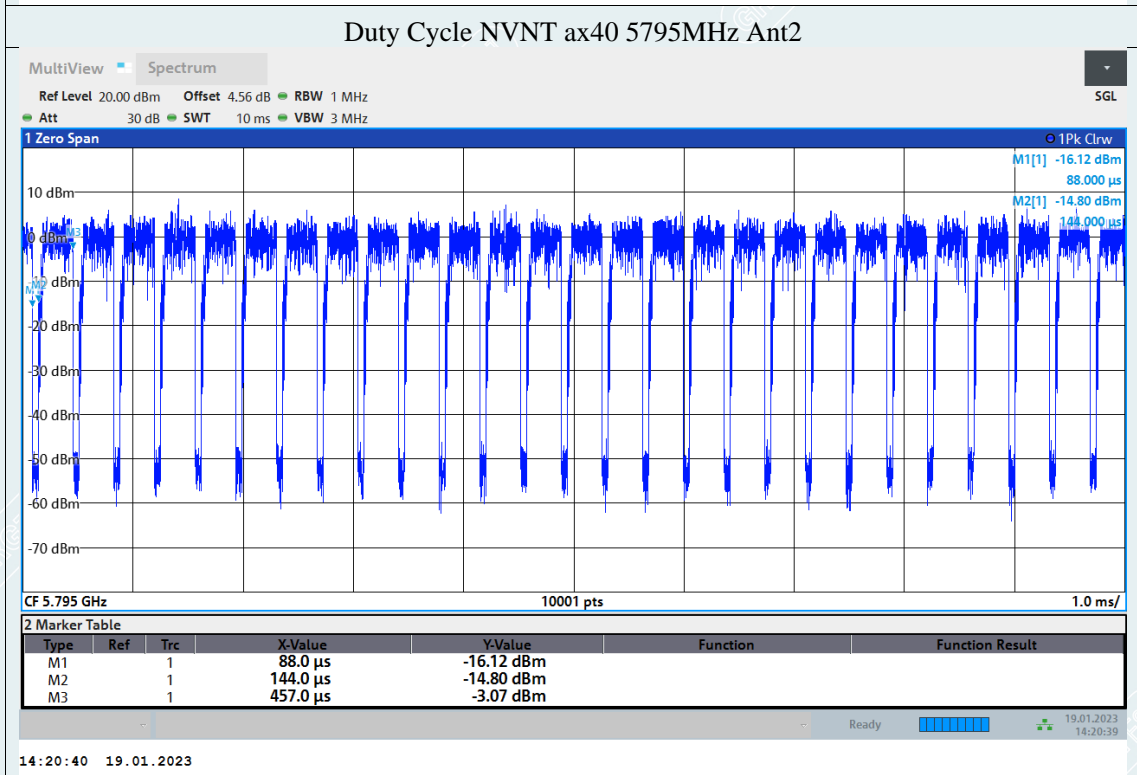 Duty Cycle NVNT ax40 5795MHz Ant2
MultiView Spectrum
Ref Level 20.00 dBm Offset 4.56 dB RBW 1 MHz SGL
Att 30 dB SWT 10 ms VBW 3 MHz
1 Zero Span 1Pk Clrw
M1[1] -16.12 dBm
88.000 µs
M2[1] -14.80 dBm
144.000 µs
10 dBm
M3
0 dBm
M2
dBm
-20 dBm
-30 dBm
-40 dBm
-50 dBm
-60 dBm
-70 dBm
CF 5.795 GHz 10001 pts 1.0 ms/
2 Marker Table
Type Ref Trc X-Value Y-Value Function Function Result
M1 1 88.0 µs -16.12 dBm
M2 1 144.0 µs -14.80 dBm
M3 1 457.0 µs -3.07 dBm
Ready 19.01.2023
14:20:39
14:20:40 19.01.2023